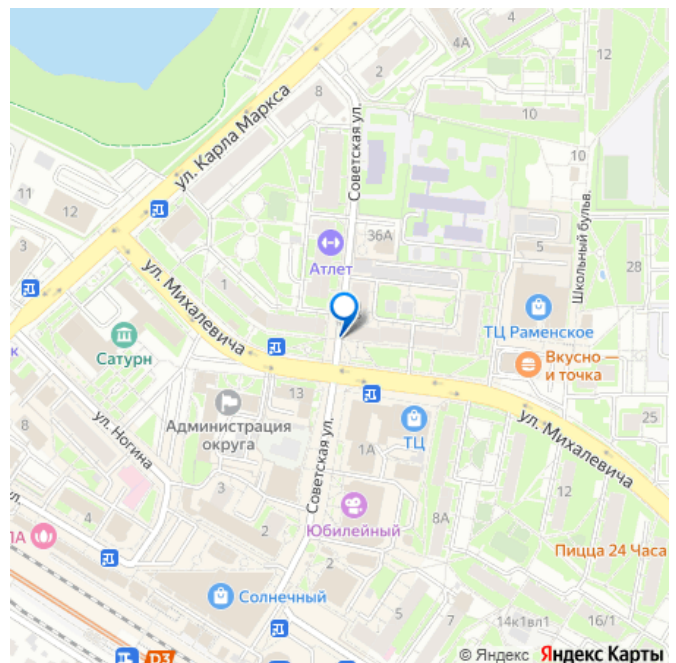 4А
12
2
8
ул. Карла Маркса
10
Советская ул.
10
11
12
36А
Школьный бульв.
3
5
Атлет
28
ул. Михалевича
1
ТЦ Раменское
Сатурн
к
Вкусно —
и точка
13
Администрация
округа
ТЦ
25
ул. Михалевича
ул. Ногина
8
1А
Советская ул.
3
12
4
Юбилейный
8А
2
2
ЛА
Пицца 24 Часа
Солнечный
5
7
14к1вл1
16/1
D3
© Яндекс Яндекс Карты